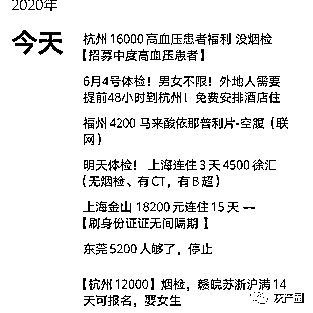 2020年
今天
杭州 16000 高血压患者福利 没烟检
【招募中度高血压患者】
6月4号体检！男女不限！外地人需要
提前48小时到杭州！免费安排酒店住
福州 4200 马来酸依那普利片-空腹（联
网）
明天体检！ 上海连住 3 天 4500 徐汇
（无烟检、有CT，有B超）
上海金山 18200 元连住 15 天 ——
【刷身份证证无间隔期 】
东莞 5200 人够了，停止
【杭州 12000】烟检，赣皖苏浙沪满 14
天可报名，要女生
灰产圈